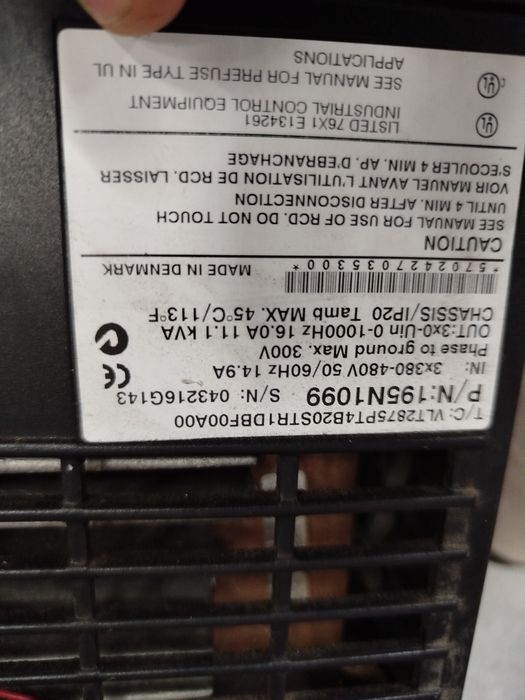 T/C: VLT2875PT4B20STR1DBF00A00
P/N:195N1099 S/N: 043216G143
IN: 3x380-480V 50/60Hz 14.9A
Phase to ground Max. 300V
OUT:3x0-Uin 0-1000Hz 16.0A 11.1 kVA
CHASSIS/IP20 Tamb MAX. 45°C/113°F
CE
*5702427035300*
MADE IN DENMARK
CAUTION
SEE MANUAL FOR USE OF RCD. DO NOT TOUCH
UNTIL 4 MIN. AFTER DISCONNECTION
VOIR MANUEL AVANT L'UTILISATION DE RCD. LAISSER
S'ECOULER 4 MIN. AP. D'EBRANCHAGE
LISTED 76X1 E134261
INDUSTRIAL CONTROL EQUIPMENT
UL
SEE MANUAL FOR PREFUSE TYPE IN UL
APPLICATIONS
c UL